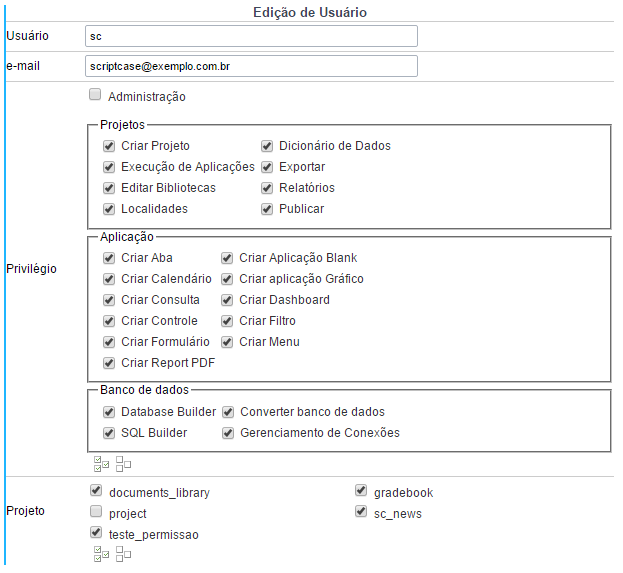 Edição de Usuário
Usuário sc
e-mail scriptcase@exemplo.com.br
Administração
Projetos
Criar Projeto Dicionário de Dados
Execução de Aplicações Exportar
Editar Bibliotecas Relatórios
Localidades Publicar
Aplicação
Criar Aba Criar Aplicação Blank
Privilégio
Criar Calendário Criar aplicação Gráfico
Criar Consulta Criar Dashboard
Criar Controle Criar Filtro
Criar Formulário Criar Menu
Criar Report PDF
Banco de dados
Database Builder Converter banco de dados
SQL Builder Gerenciamento de Conexões
documents_library gradebook
Projeto project sc_news
teste_permissao